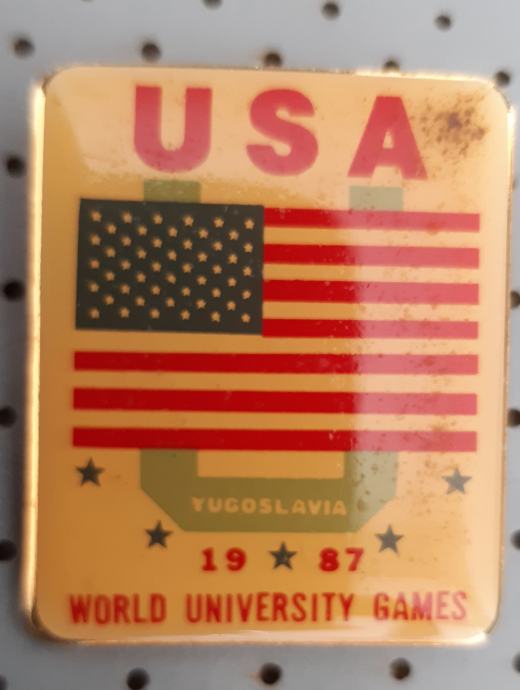 USA
YUGOSLAVIA
19 ★ 87
WORLD UNIVERSITY GAMES